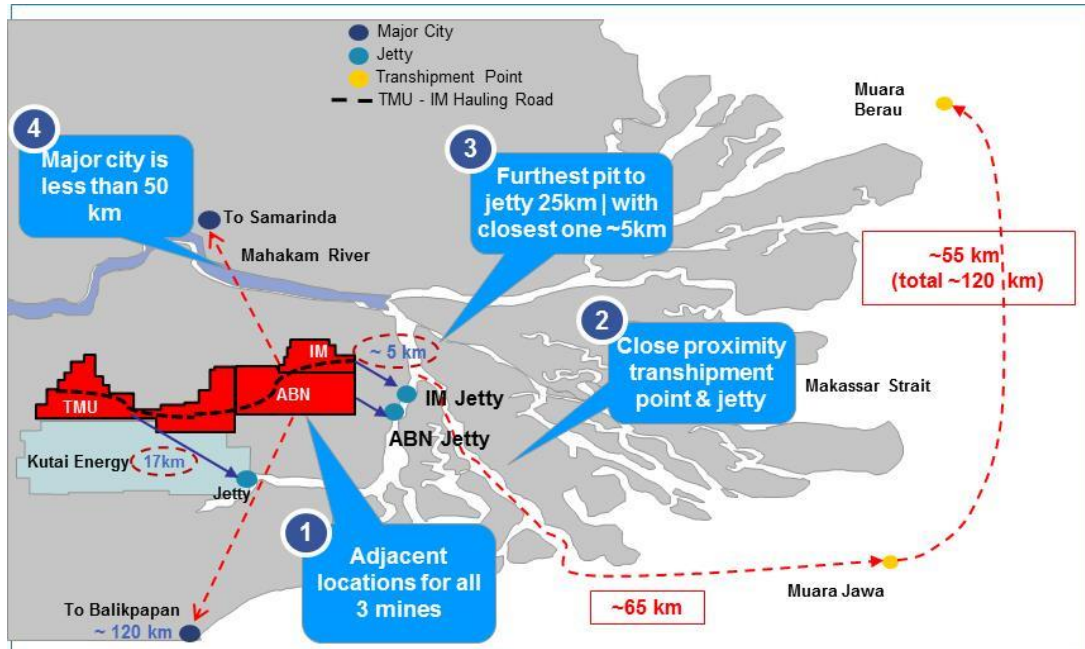 Major City
Jetty
Transhipment Point
TMU - IM Hauling Road
Muara
Berau
4
Major city is
less than 50
km
3
Furthest pit to
jetty 25km | with
closest one ~5km
To Samarinda
Mahakam River
~55 km
(total ~120 km)
2
Close proximity
transhipment
point & jetty
IM
~ 5 km
TMU
ABN
IM Jetty
ABN Jetty
Makassar Strait
Kutai Energy
17km
Jetty
1
Adjacent
locations for all
3 mines
Muara Jawa
~65 km
To Balikpapan
~ 120 km